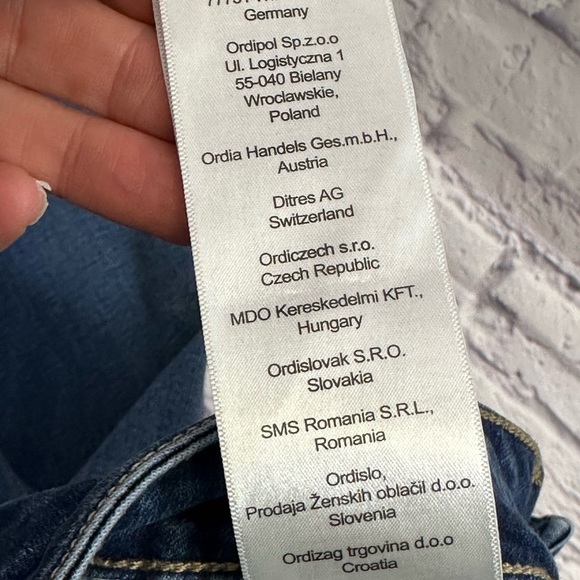 Germany
Ordipol Sp.z.o.o
Ul. Logistyczna 1
55-040 Bielany
Wroclawskie,
Poland
Ordia Handels Ges.m.b.H.,
Austria
Ditres AG
Switzerland
Ordiczech s.r.o.
Czech Republic
MDO Kereskedelmi KFT.,
Hungary
Ordislovak S.R.O.
Slovakia
SMS Romania S.R.L.,
Romania
Ordislo,
Prodaja Ženskih oblačil d.o.o.
Slovenia
Ordizag trgovina d.o.o
Croatia